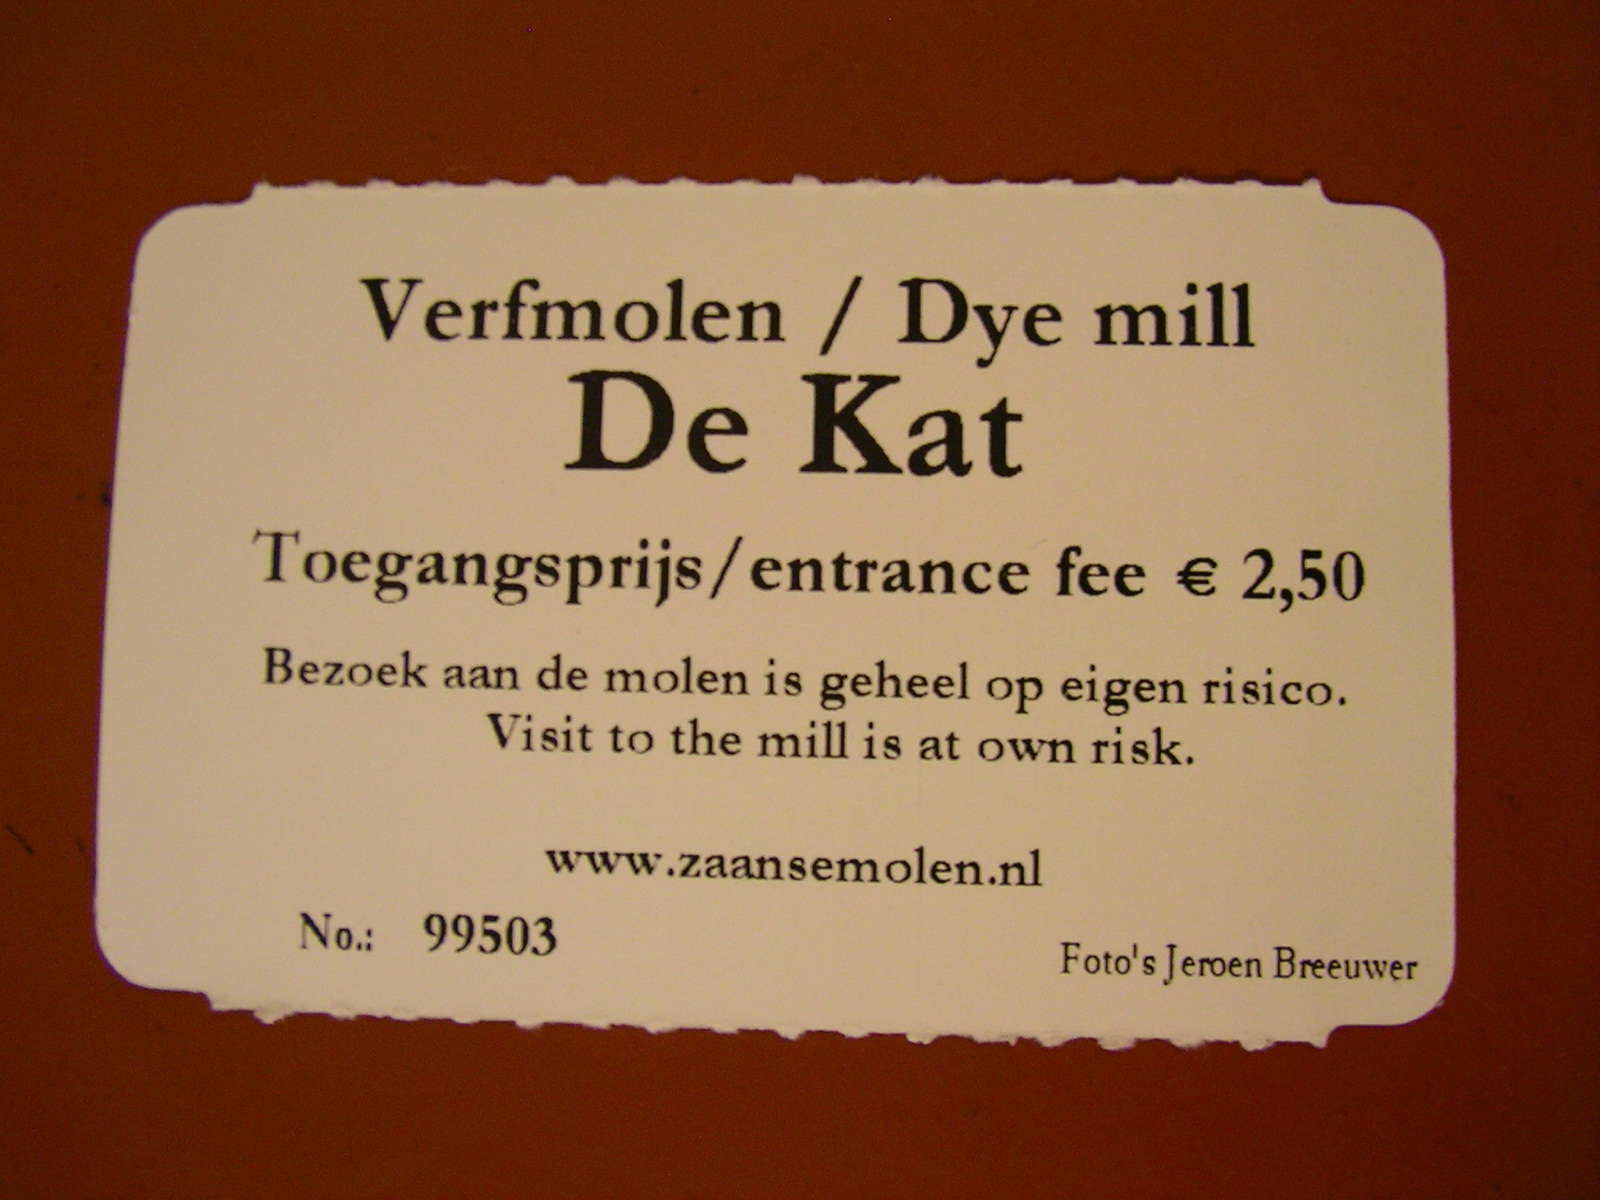 Verfmolen / Dye mill
De Kat
Toegangsprijs/entrance fee € 2,50
Bezoek aan de molen is geheel op eigen risico.
Visit to the mill is at own risk.
www.zaansemolen.nl
No.: 99503
Foto's Jeroen Breeuwer